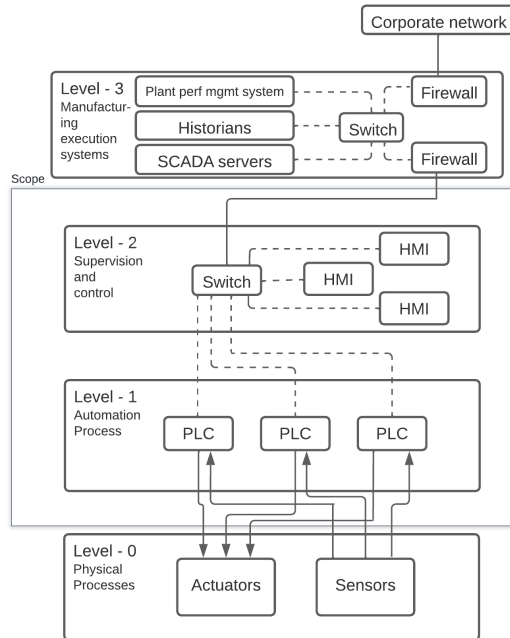 Corporate network
Level - 3
Manufactur-
ing
execution
systems
Plant perf mgmt system
Historians
SCADA servers
Switch
Firewall
Firewall
Scope
Level - 2
Supervision
and
control
Switch
HMI
HMI
HMI
Level - 1
Automation
Process
PLC
PLC
PLC
Level - 0
Physical
Processes
Actuators
Sensors